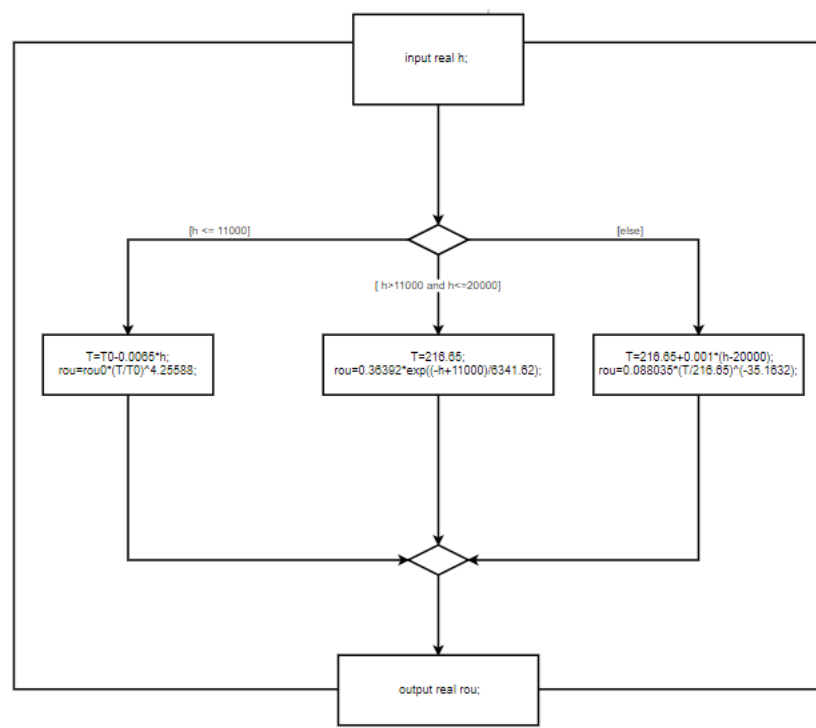 input real h;
[h <= 11000]
[else]
[ h>11000 and h<=20000]
T=T0-0.0065*h;
rou=rou0*(T/T0)^4.25588;
T=216.65;
rou=0.36392*exp((-h+11000)/6341.62);
T=216.65+0.001*(h-20000);
rou=0.088035*(T/216.65)^(-35.1632);
output real rou;